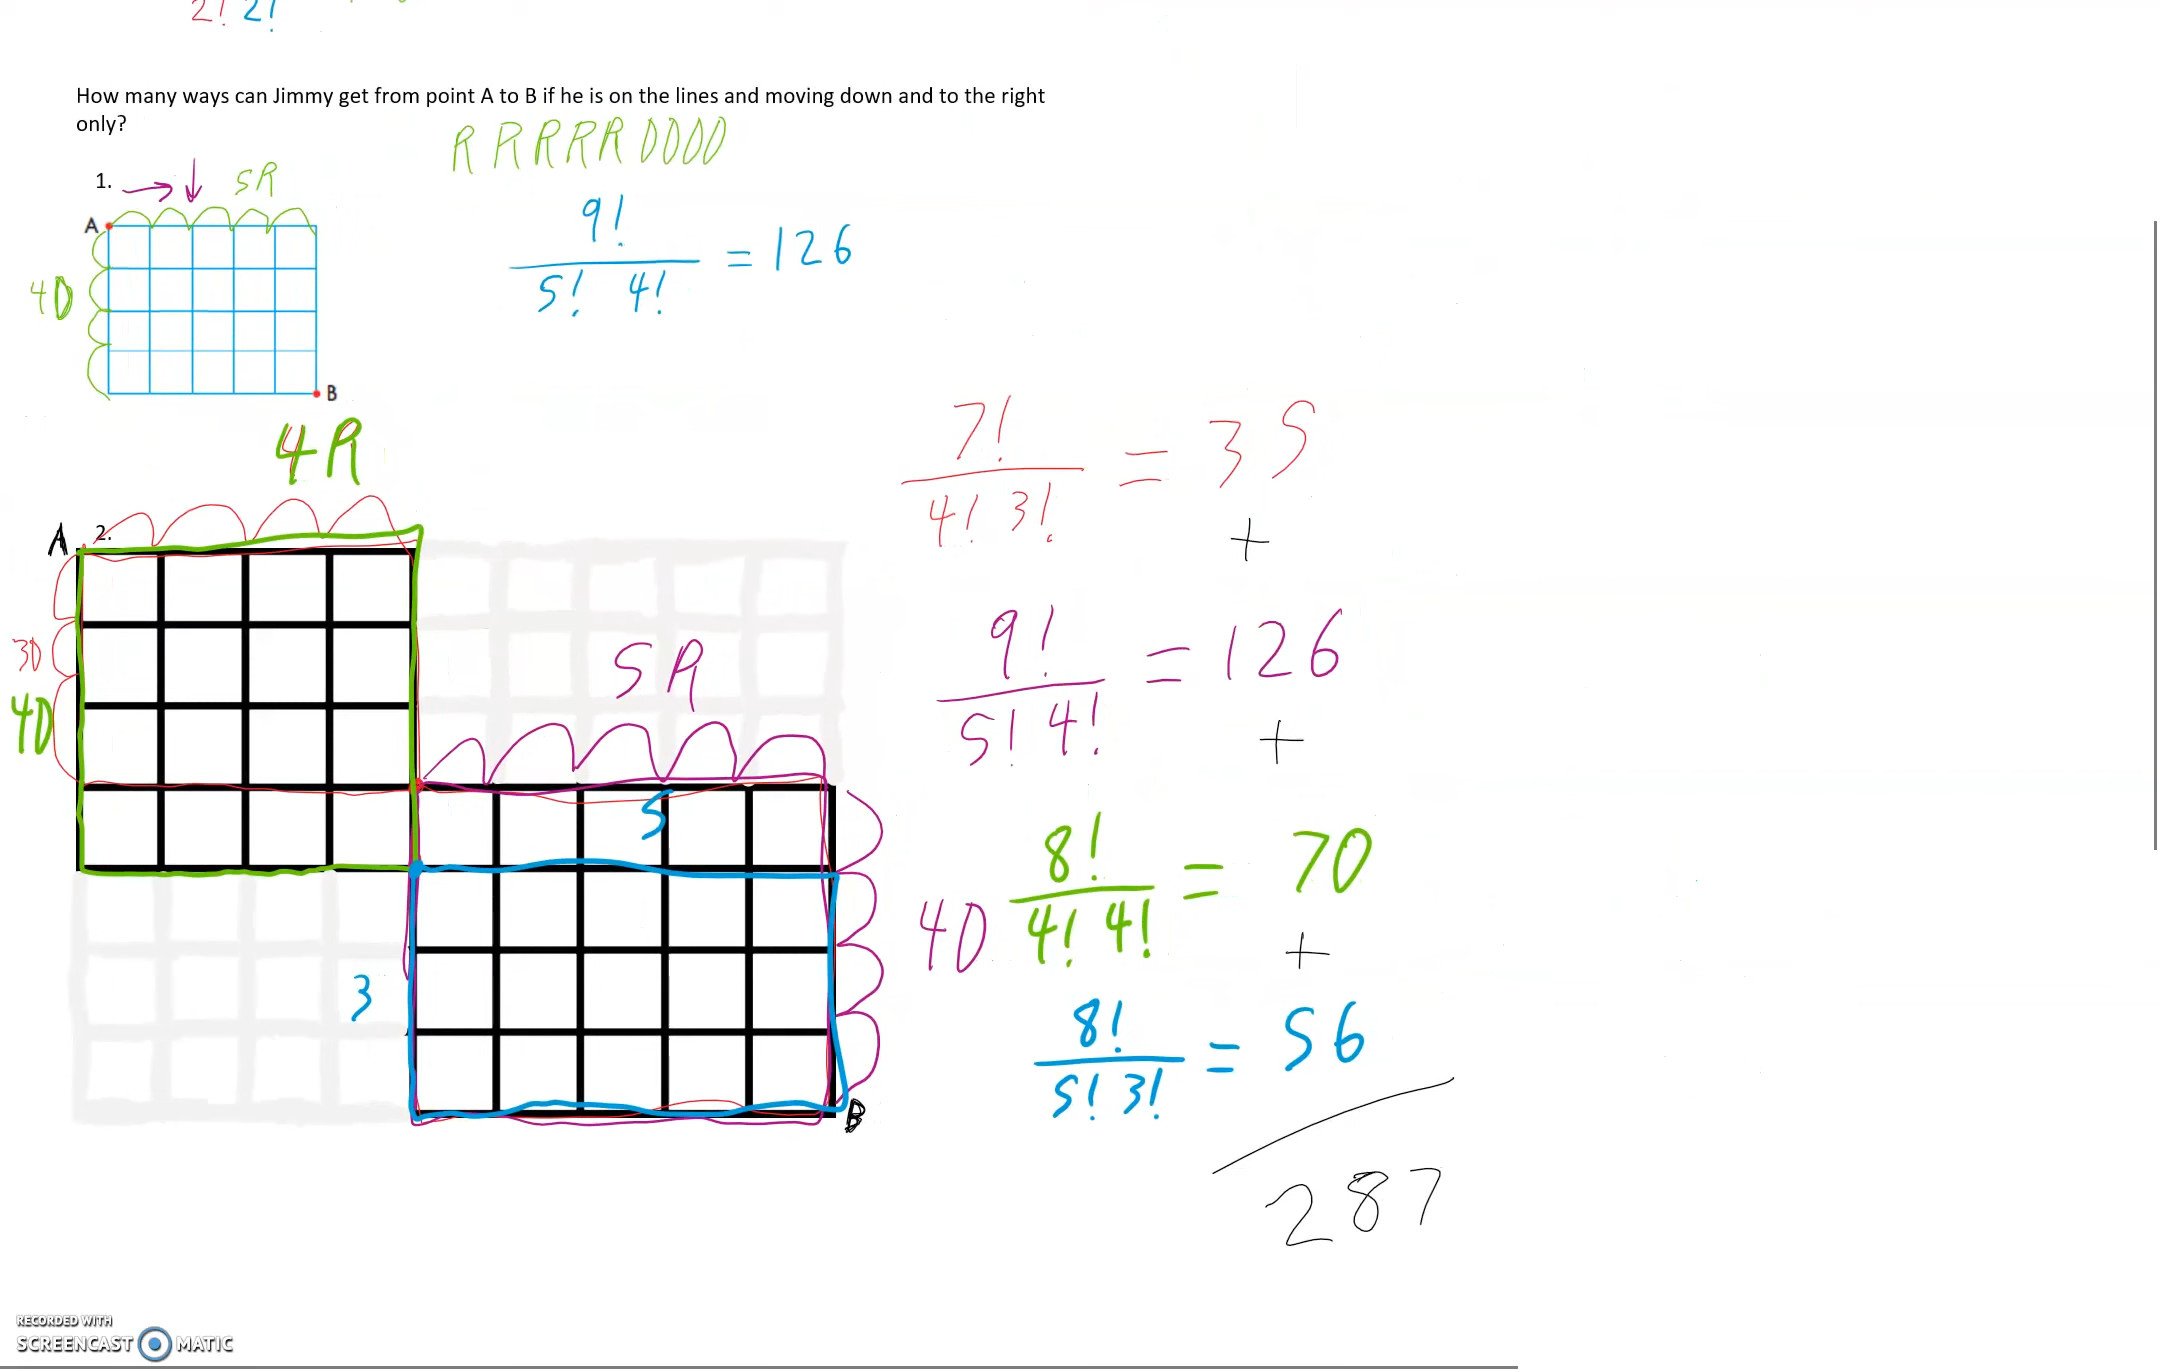 2! 2!
How many ways can Jimmy get from point A to B if he is on the lines and moving down and to the right
only?
RRRRRDDDD
1.
5R
A
4D
B
9!
5! 4!
= 126
4R
A
2.
3D
4D
5R
5
3
B
7!
4! 3!
= 35
+
9!
5! 4!
= 126
+
4D
8!
4! 4!
= 70
+
8!
5! 3!
= 56
287
RECORDED WITH
SCREENCAST MATIC